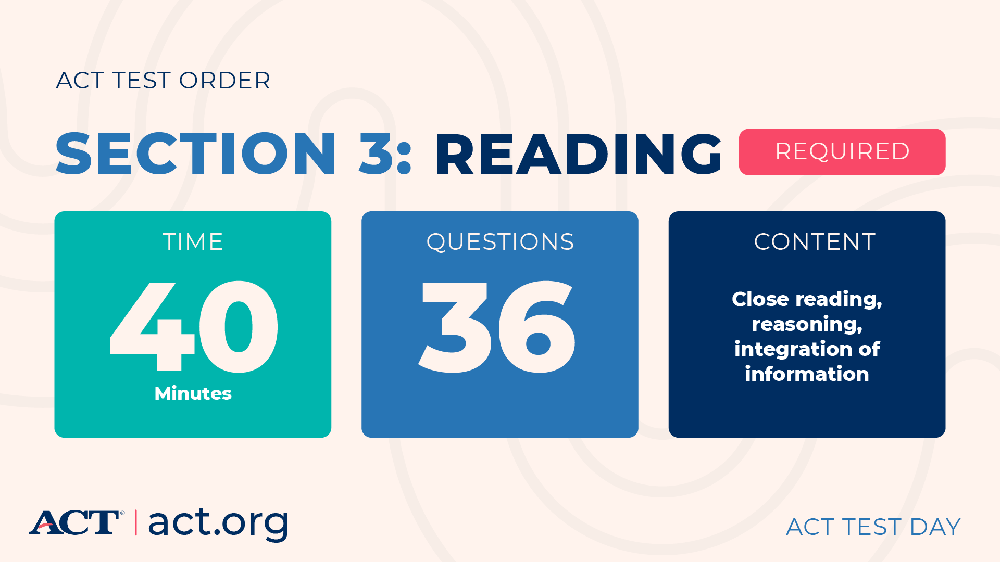 ACT TEST ORDER
SECTION 3: READING
REQUIRED
TIME
40
Minutes
QUESTIONS
36
CONTENT
Close reading,
reasoning,
integration of
information
ACT® | act.org
ACT TEST DAY